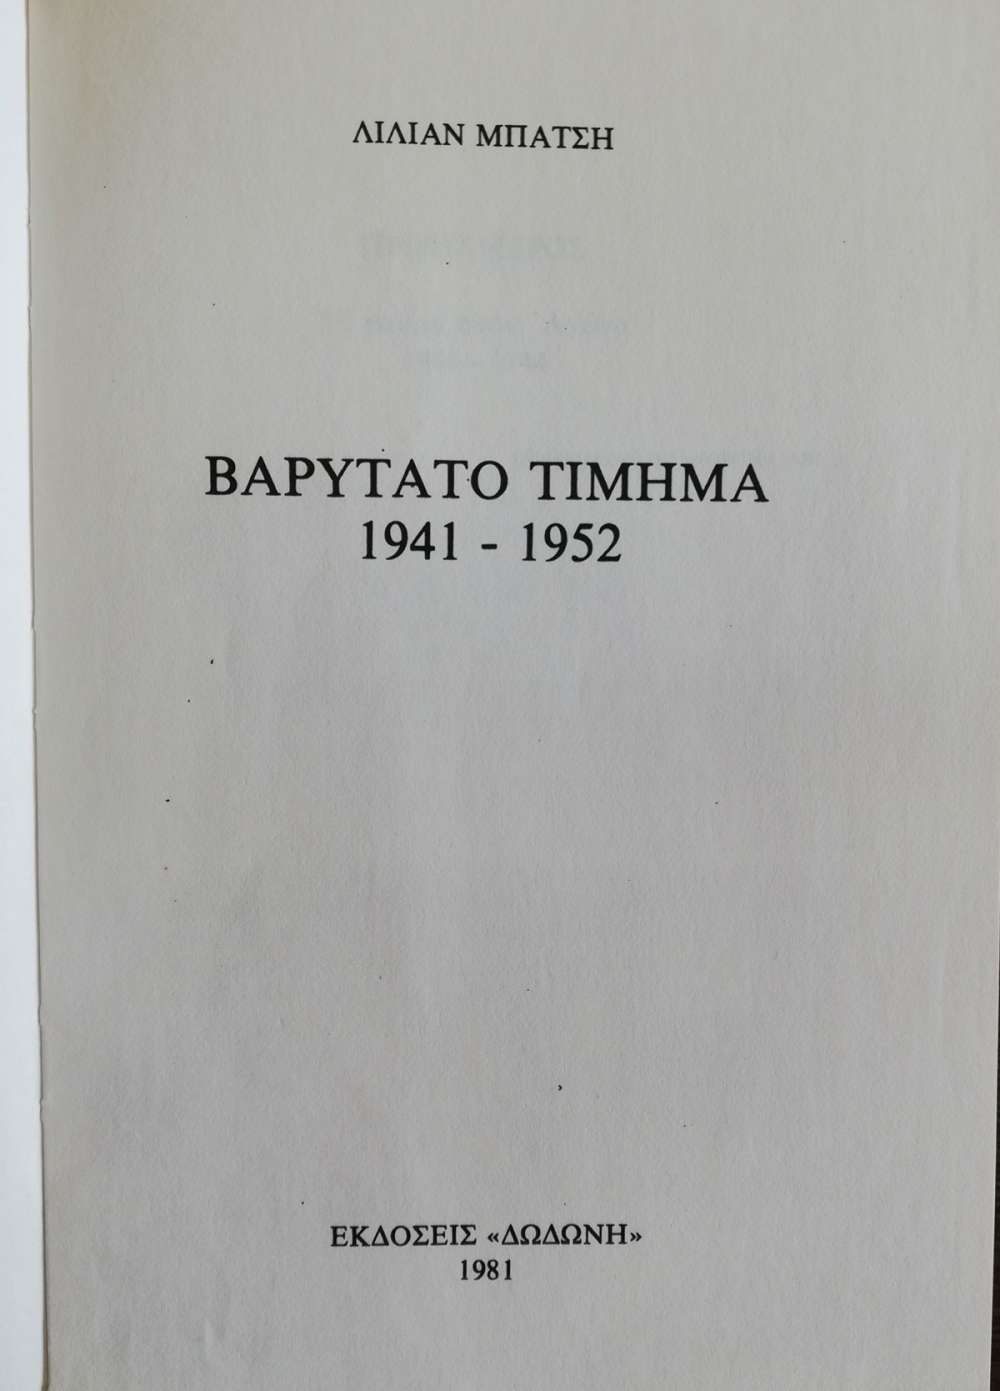 ΛΙΛΙΑΝ ΜΠΑΤΣΗ
ΒΑΡΥΤΑΤΟ ΤΙΜΗΜΑ
1941 - 1952
ΕΚΔΟΣΕΙΣ «ΔΩΔΩΝΗ»
1981